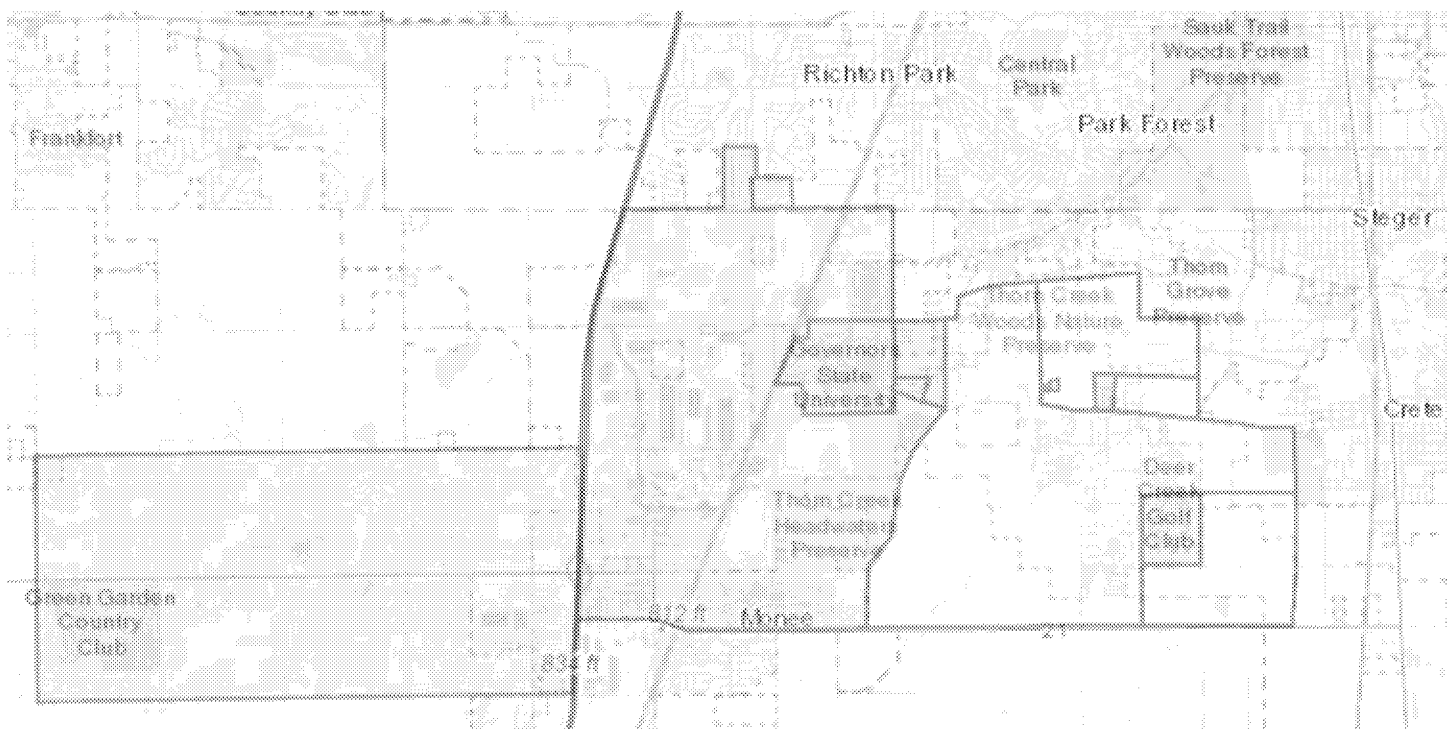 Richton Park
Central
Park
Sauk Trail
Woods Forest
Preserve
Frankfort
Park Forest
Steger
Thorn
Grove
Preserve
Thorn Creek
Woods Nature
Preserve
Governors
State
University
Crete
Deer
Creek
Golf
Club
Thorn Creek
Headwaters
Preserve
Green Garden
Country
Club
812 ft
Monee
21